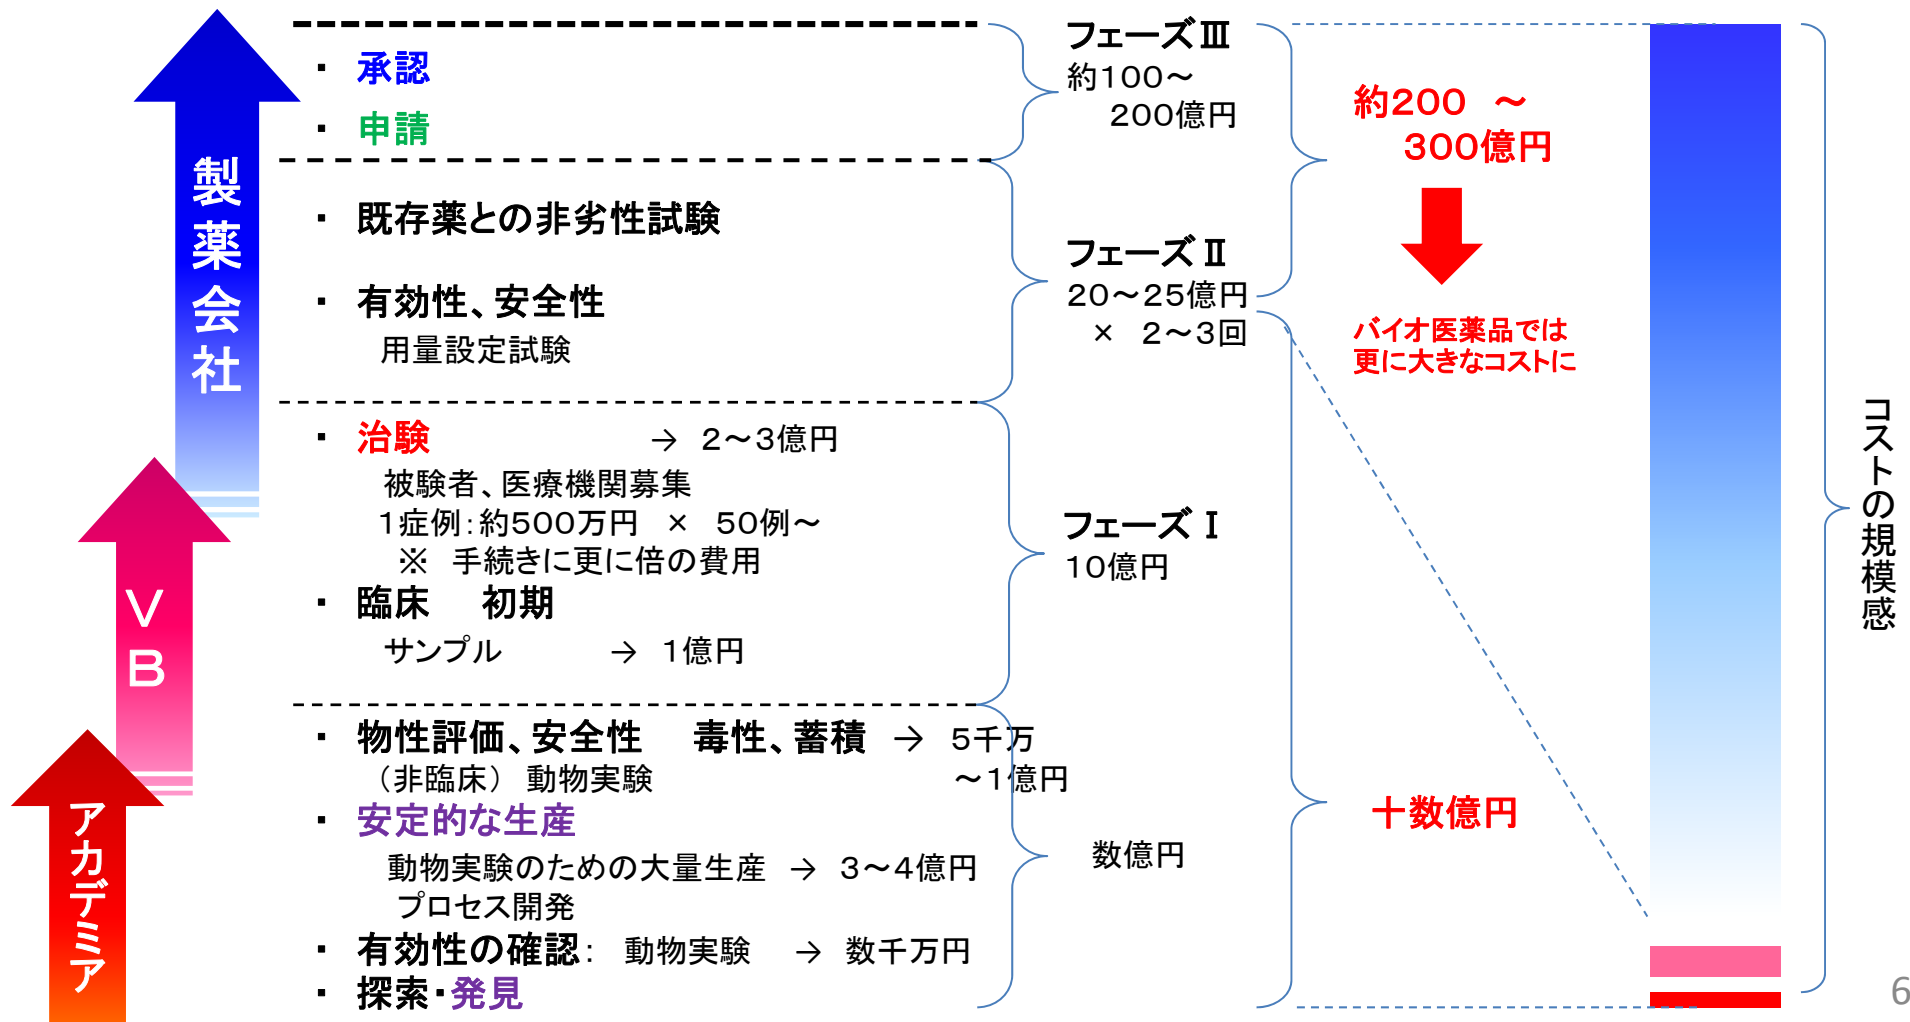 製薬会社
VB
アカデミア
・ 承認
・ 申請
・ 既存薬との非劣性試験
・ 有効性、安全性
用量設定試験
・ 治験 → 2～3億円
被験者、医療機関募集
1症例：約500万円 × 50例～
※ 手続きに更に倍の費用
・ 臨床 初期
サンプル → 1億円
・ 物性評価、安全性 毒性、蓄積 → 5千万
（非臨床） 動物実験 ～1億円
・ 安定的な生産
動物実験のための大量生産 → 3～4億円
プロセス開発
・ 有効性の確認： 動物実験 → 数千万円
・ 探索・発見
フェーズⅢ
約100～
200億円
フェーズⅡ
20～25億円
× 2～3回
フェーズⅠ
10億円
数億円
約200 ～
300億円
バイオ医薬品では
更に大きなコストに
十数億円
コストの規模感
6